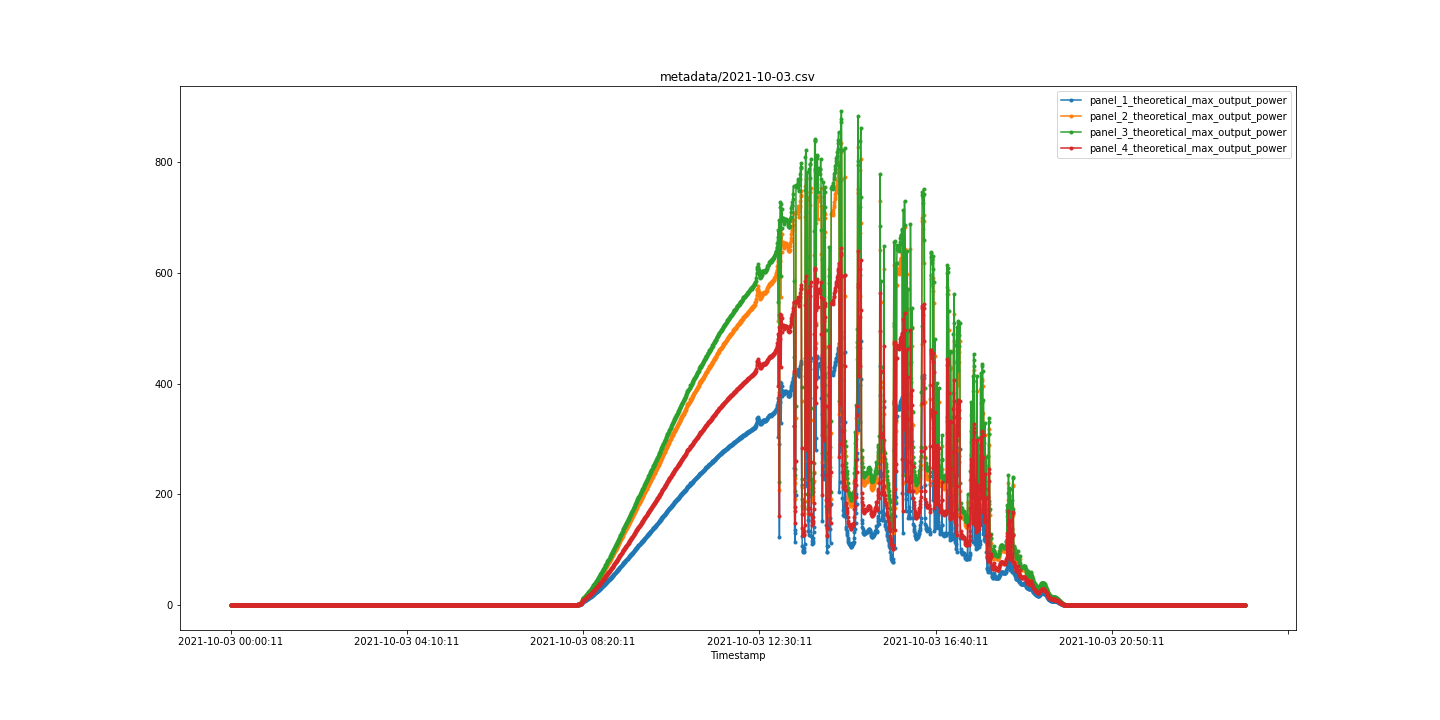 metadata/2021-10-03.csv
panel_1_theoretical_max_output_power
panel_2_theoretical_max_output_power
panel_3_theoretical_max_output_power
panel_4_theoretical_max_output_power
800
600
400
200
0
2021-10-03 00:00:11
2021-10-03 04:10:11
2021-10-03 08:20:11
2021-10-03 12:30:11
2021-10-03 16:40:11
2021-10-03 20:50:11
Timestamp